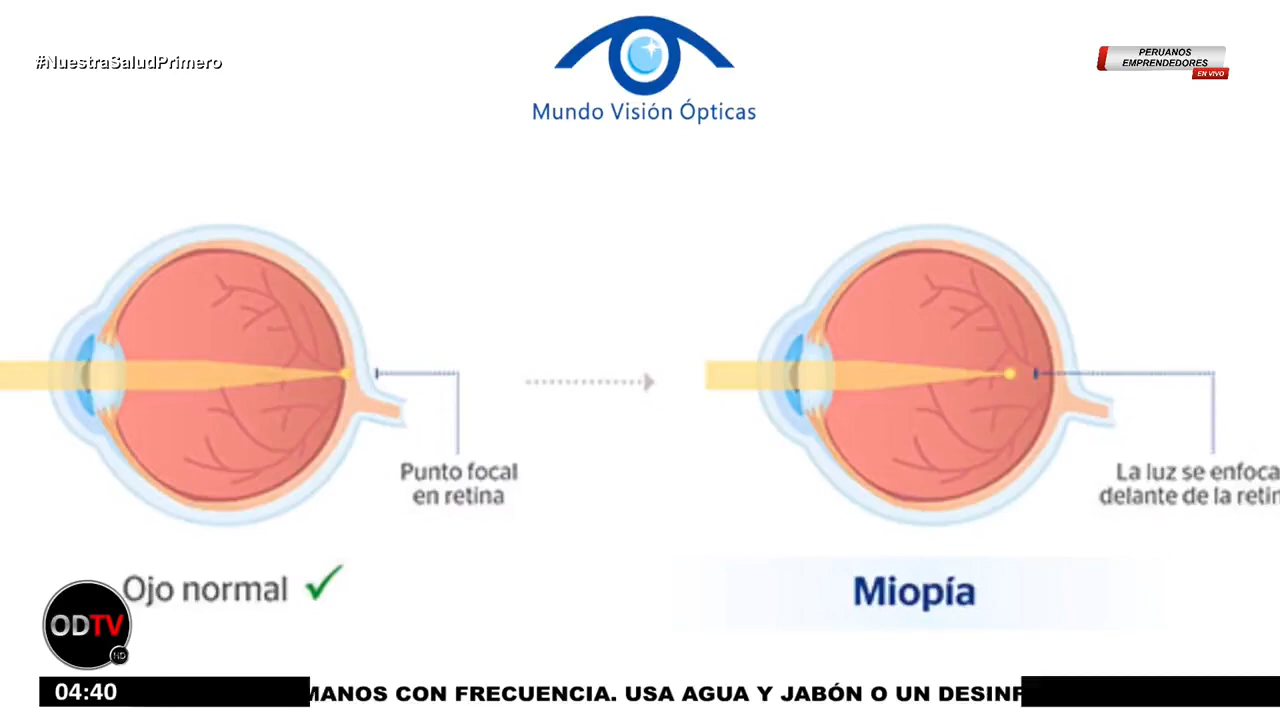 #NuestraSaludPrimero
PERUANOS
EMPRENDEDORES
EN VIVO
Mundo Visión Ópticas
Punto focal
en retina
La luz se enfoca
delante de la retin
Ojo normal
Miopía
ODTV
HD
04:40
MANOS CON FRECUENCIA. USA AGUA Y JABÓN O UN DESINF